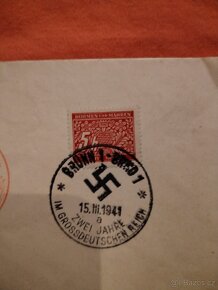 BÖHMEN UND MÄHREN
BRÜNN 1 - BRNO 1
15.III.1941
a
ZWEI JAHRE
IM GROSSDEUTSCHEN REICH